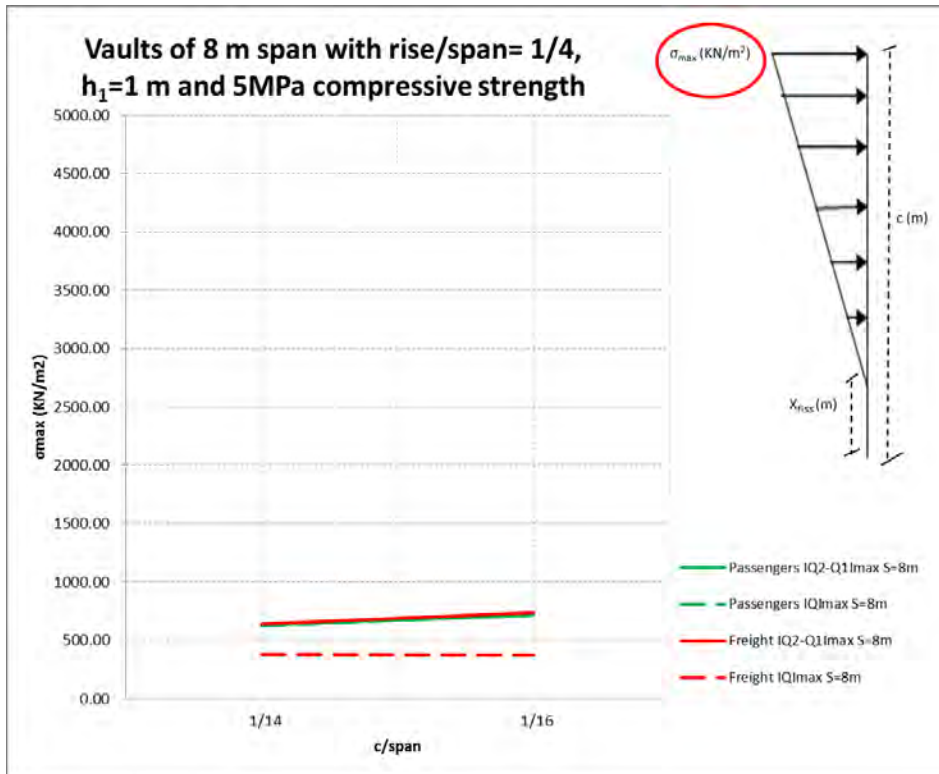 Vaults of 8 m span with rise/span= 1/4,
h₁=1 m and 5MPa compressive strength
σmax (KN/m²)
c (m)
Xfiss (m)
5000.00
4500.00
4000.00
3500.00
3000.00
2500.00
2000.00
1500.00
1000.00
500.00
0.00
σmax (KN/m2)
1/14
1/16
c/span
Passengers IQ2-Q1Imax S=8m
Passengers IQImax S=8m
Freight IQ2-Q1Imax S=8m
Freight IQImax S=8m